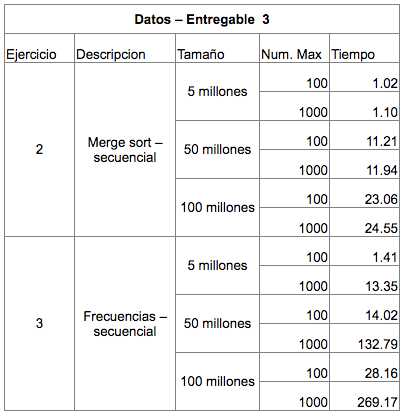 Datos – Entregable 3
Ejercicio Descripcion Tamaño Num. Max Tiempo
2 Merge sort – secuencial 5 millones 100 1.02
1000 1.10
50 millones 100 11.21
1000 11.94
100 millones 100 23.06
1000 24.55
3 Frecuencias – secuencial 5 millones 100 1.41
1000 13.35
50 millones 100 14.02
1000 132.79
100 millones 100 28.16
1000 269.17